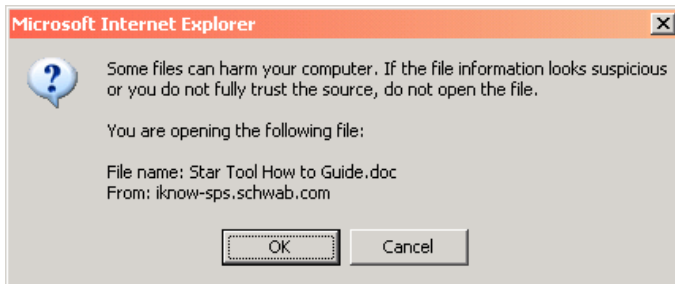 Microsoft Internet Explorer
Some files can harm your computer. If the file information looks suspicious
or you do not fully trust the source, do not open the file.
You are opening the following file:
File name: Star Tool How to Guide.doc
From: iknow-sps.schwab.com
OK Cancel